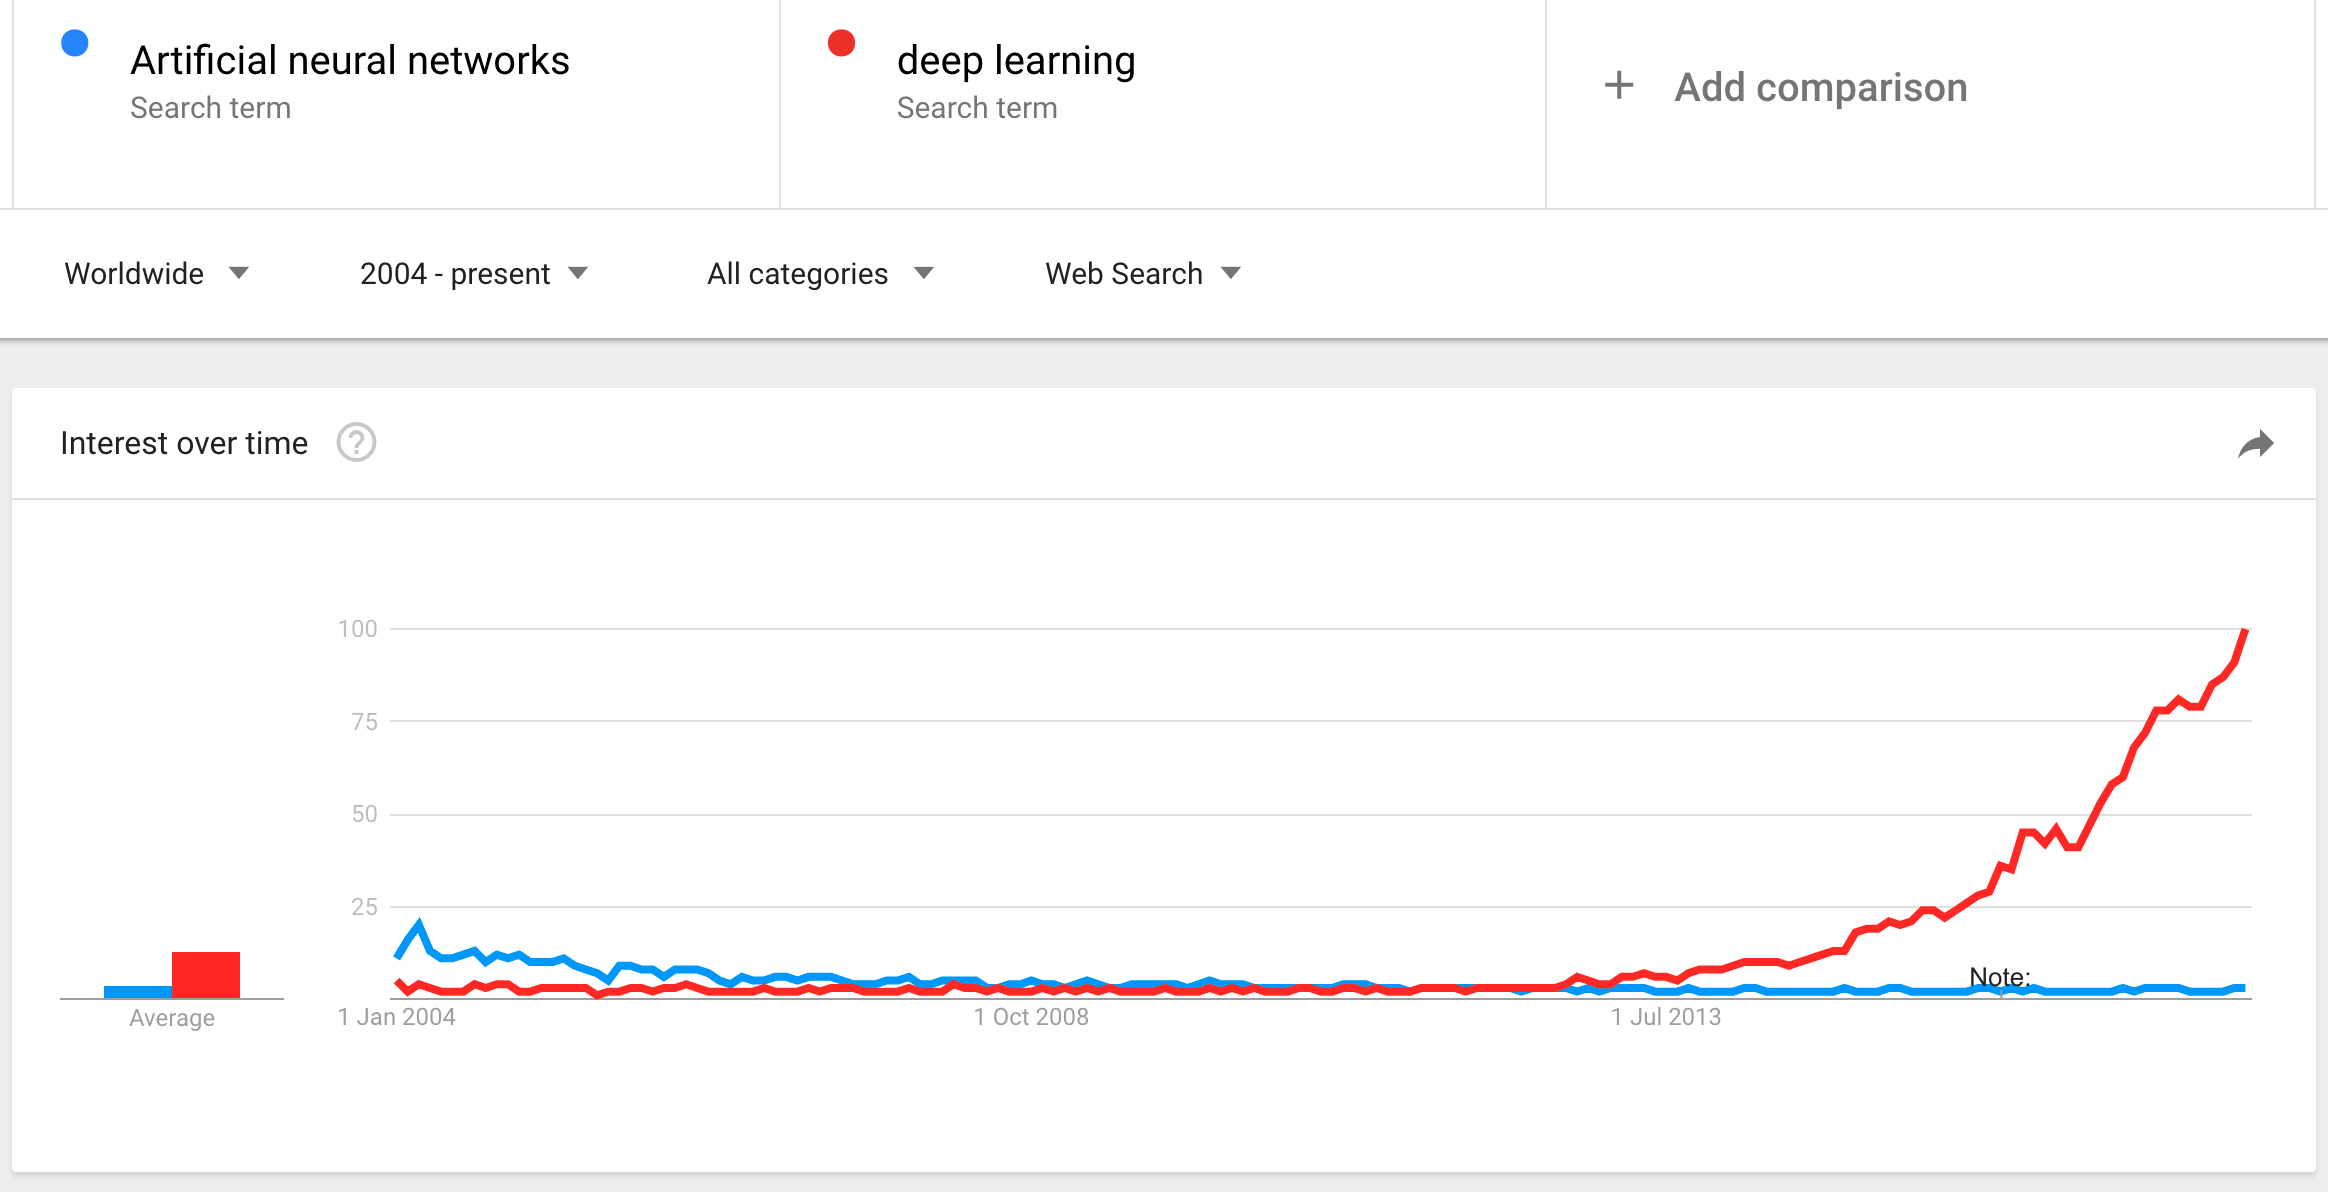 Artificial neural networks
Search term
deep learning
Search term
+ Add comparison
Worldwide
2004 - present
All categories
Web Search
Interest over time
?
100
75
50
25
Note:
Average
1 Jan 2004
1 Oct 2008
1 Jul 2013